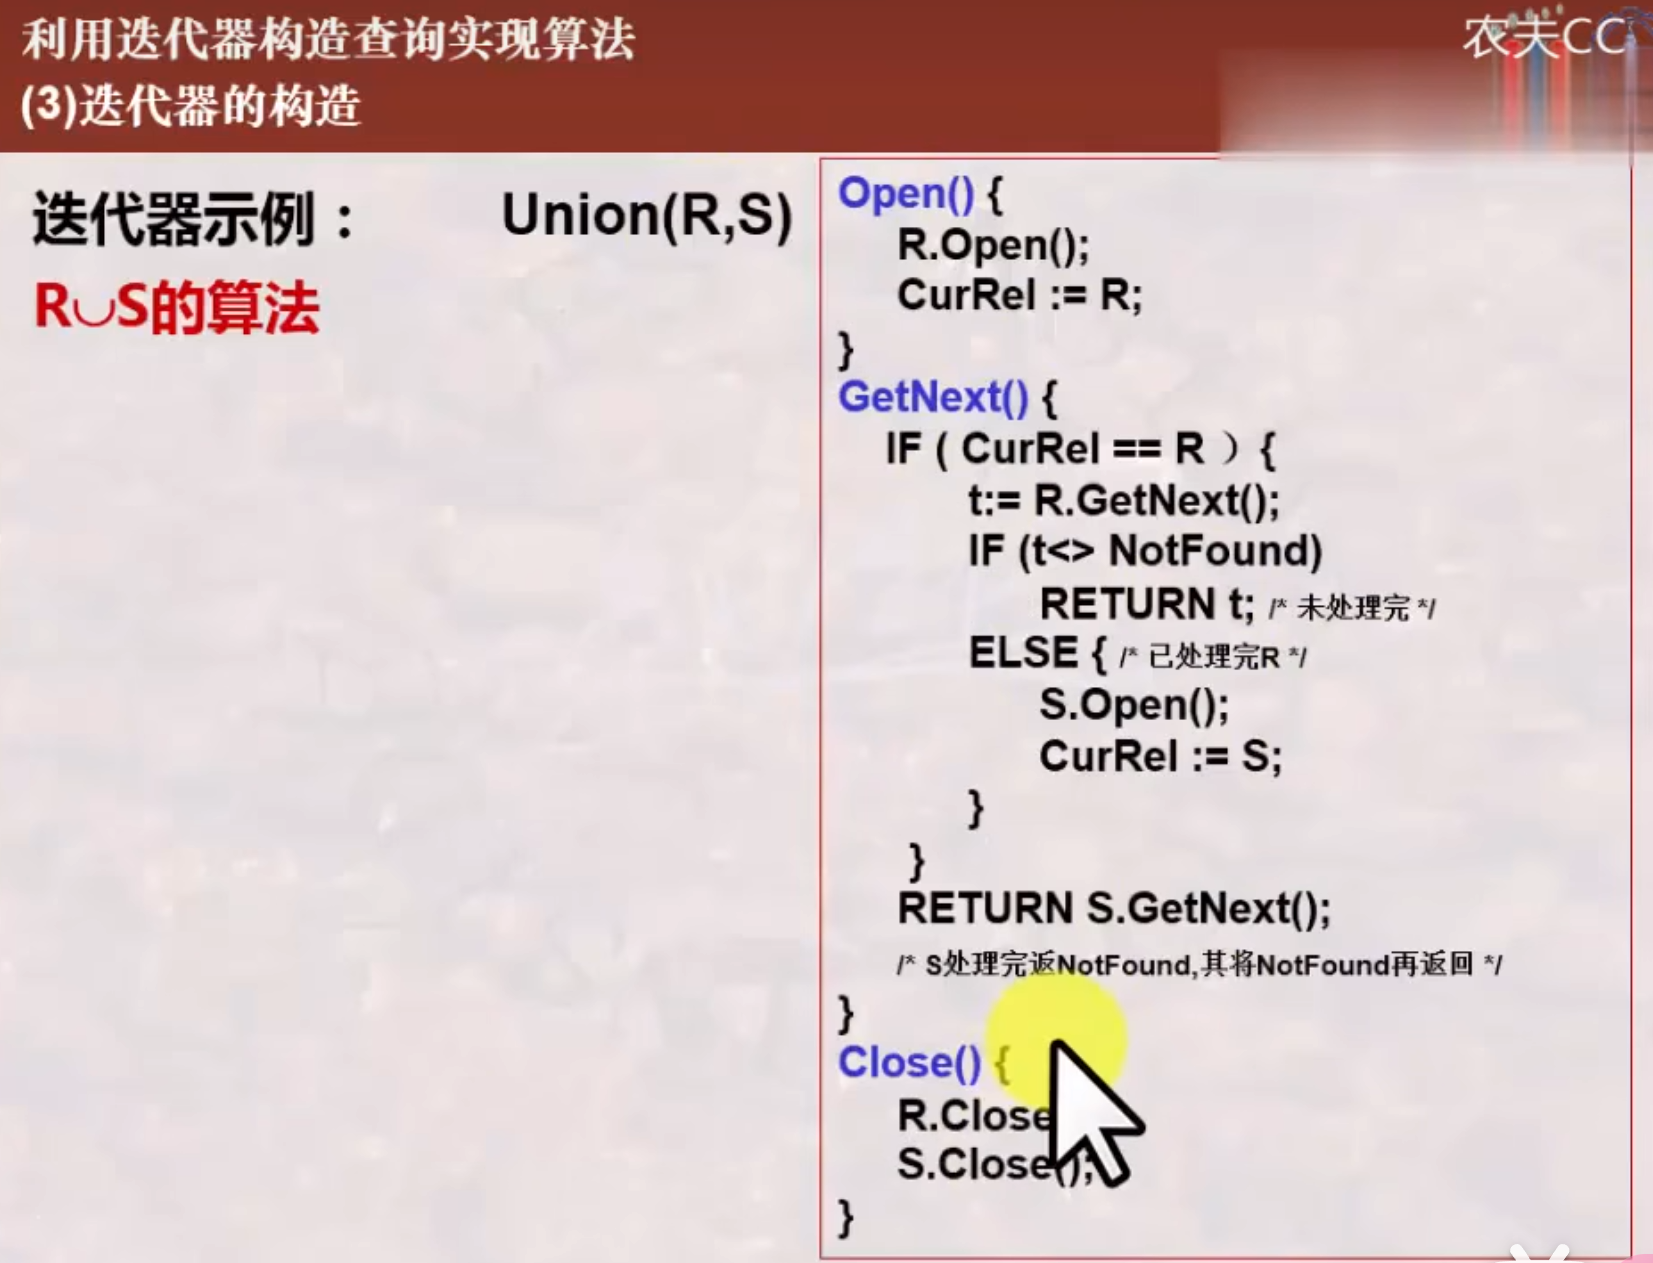 利用迭代器构造查询实现算法
农夫CC
(3)迭代器的构造
迭代器示例： Union(R,S)
R∪S的算法
Open() {
R.Open();
CurRel := R;
}
GetNext() {
IF ( CurRel == R ）{
t:= R.GetNext();
IF (t<> NotFound)
RETURN t; /* 未处理完 */
ELSE { /* 已处理完R */
S.Open();
CurRel := S;
}
}
RETURN S.GetNext();
/* S处理完返NotFound,其将NotFound再返回 */
}
Close() {
R.Close
S.Close();
}